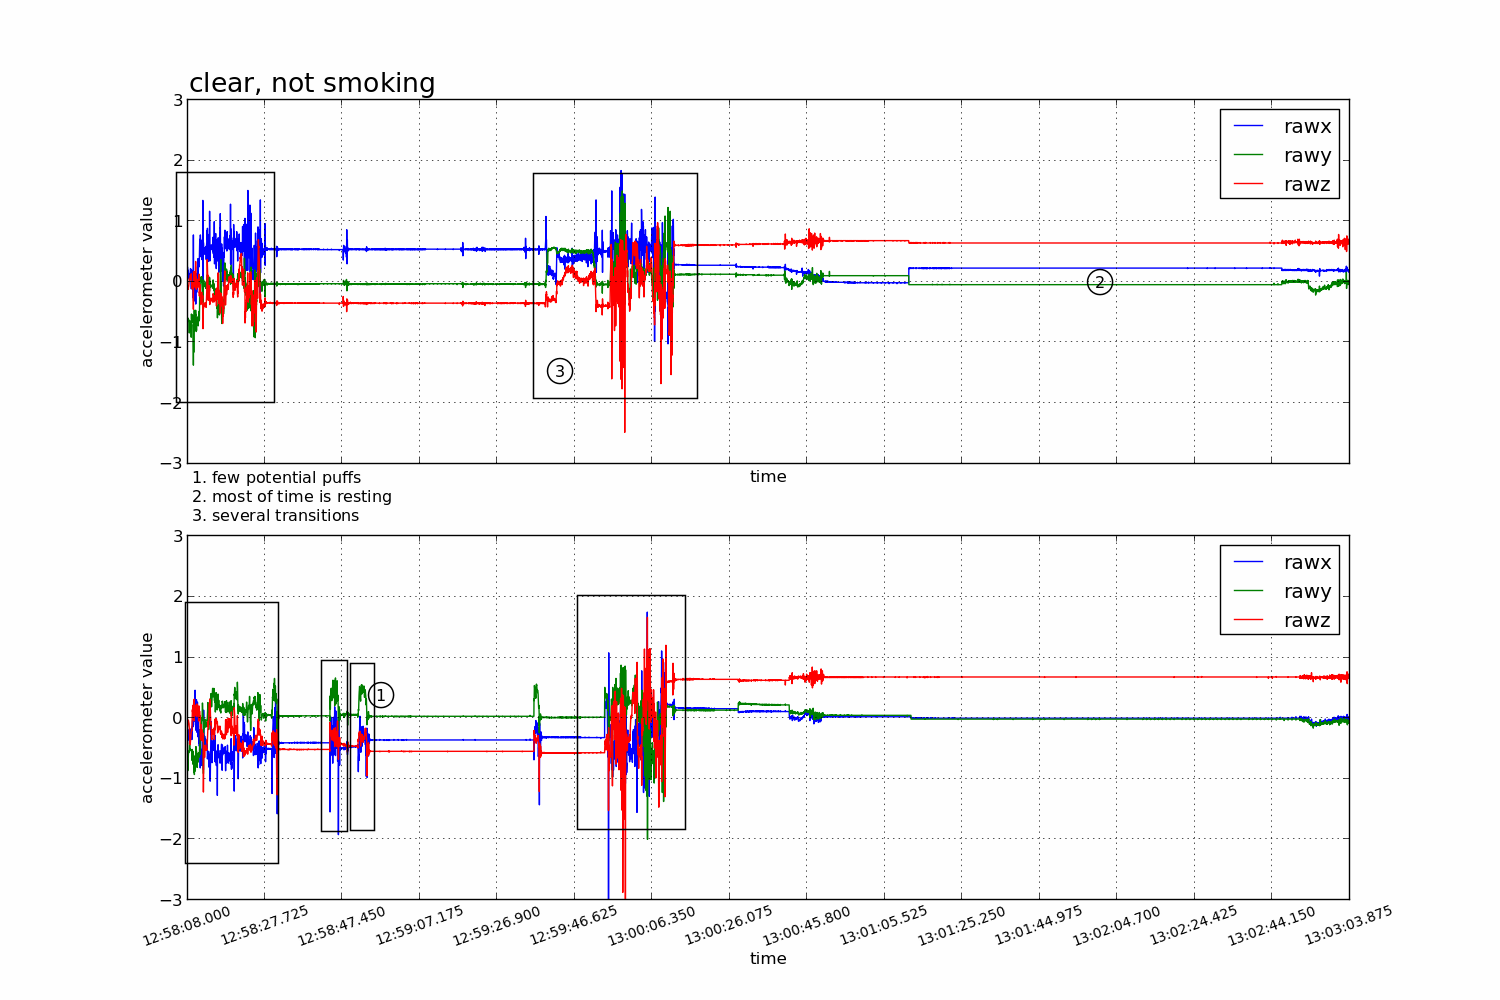 clear, not smoking
3
2
1
0
−1
−2
−3
accelerometer value
rawx
rawy
rawz
3
2
time
1. few potential puffs
2. most of time is resting
3. several transitions
3
2
1
0
−1
−2
−3
accelerometer value
rawx
rawy
rawz
1
12:58:08.000
12:58:27.725
12:58:47.450
12:59:07.175
12:59:26.900
12:59:46.625
13:00:06.350
13:00:26.075
13:00:45.800
13:01:05.525
13:01:25.250
13:01:44.975
13:02:04.700
13:02:24.425
13:02:44.150
13:03:03.875
time